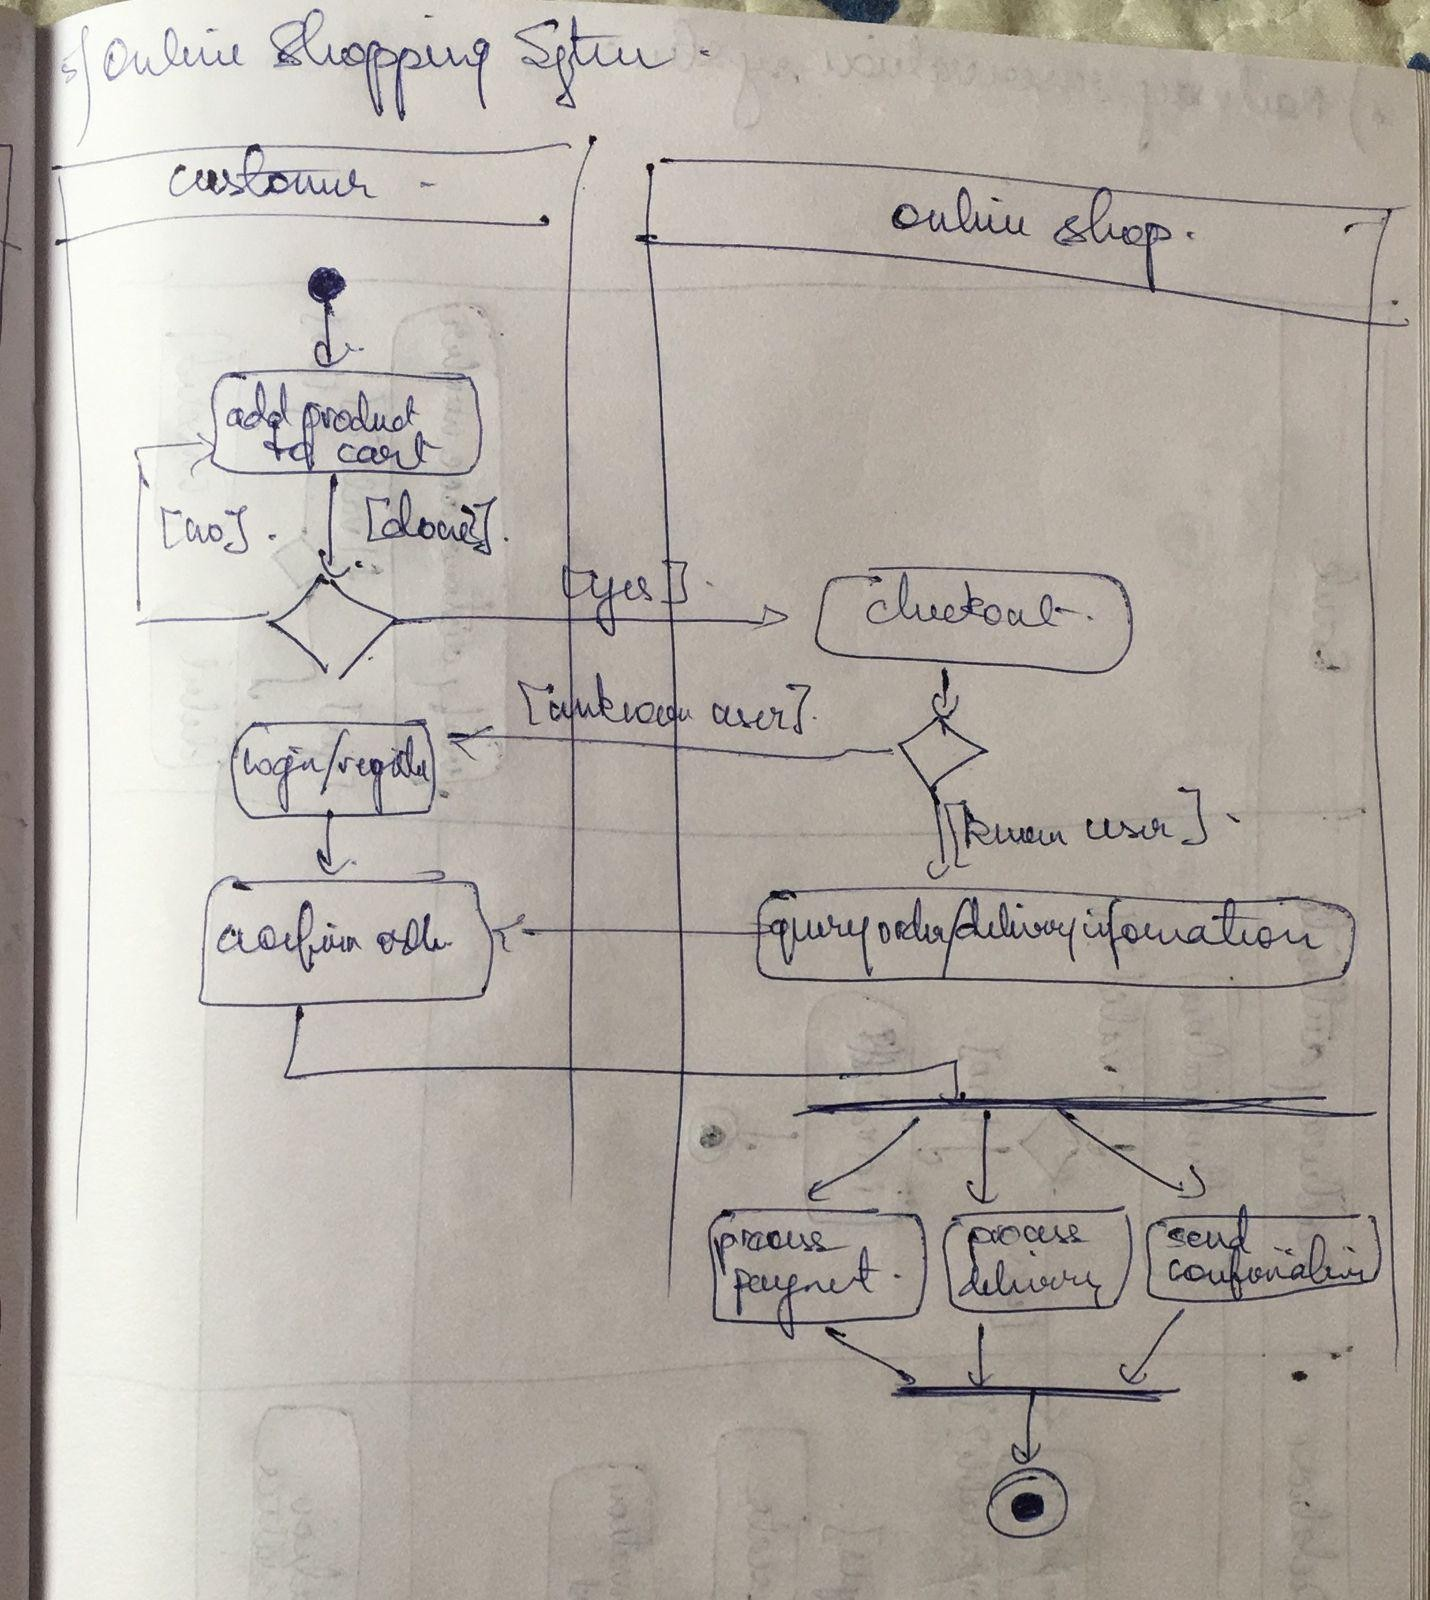 5) Online Shopping System.
customer
online shop.
add product
to cart
[no].
[done].
[yes].
checkout.
[unknown user].
login/register
[known user].
confirm order
query order/delivery information
process
payment.
process
delivery
send
confirmation